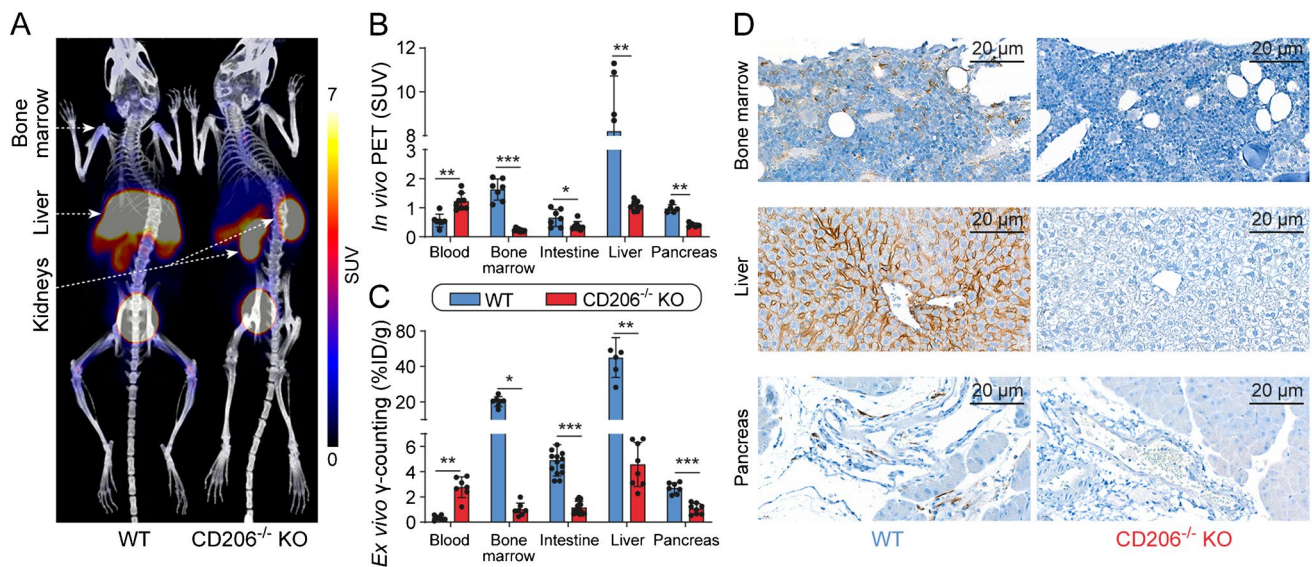 A
Bone
marrow
Liver
Kidneys
7
SUV
0
WT
CD206-/- KO
B
In vivo PET (SUV)
12
8
3
2
1
0
**
***
*
**
**
Blood
Bone
marrow
Intestine
Liver
Pancreas
WT
CD206-/- KO
C
Ex vivo γ-counting (%ID/g)
80
40
20
6
4
2
0
**
*
***
**
***
Blood
Bone
marrow
Intestine
Liver
Pancreas
D
Bone marrow
20 µm
20 µm
Liver
20 µm
20 µm
Pancreas
20 µm
20 µm
WT
CD206-/- KO